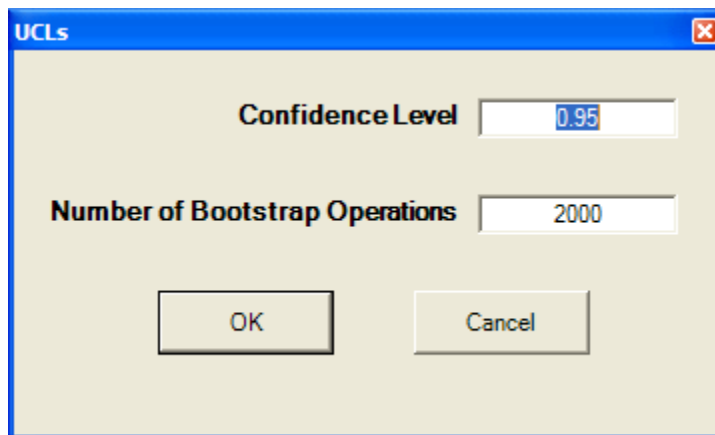 UCLs
Confidence Level 0.95
Number of Bootstrap Operations 2000
OK Cancel